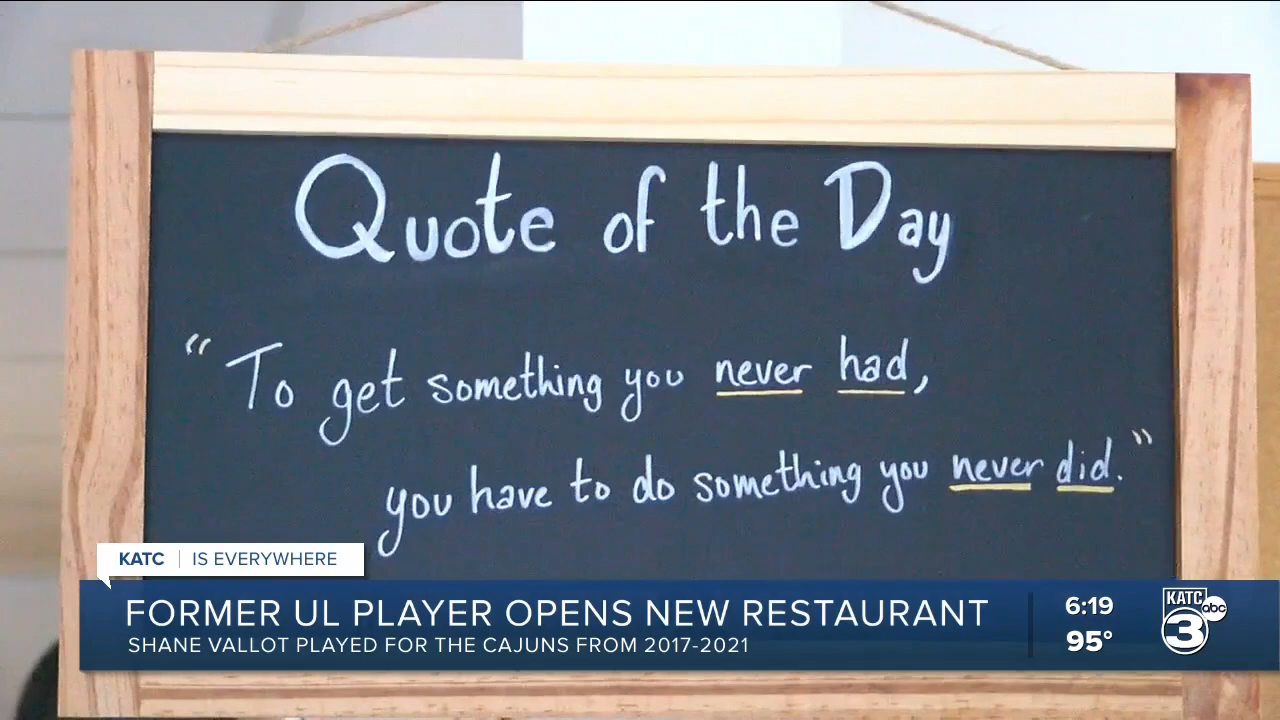 Quote of the Day
“To get something you never had,
you have to do something you never did.”
KATC IS EVERYWHERE
FORMER UL PLAYER OPENS NEW RESTAURANT
SHANE VALLOT PLAYED FOR THE CAJUNS FROM 2017-2021
6:19
95°
KATC abc
3